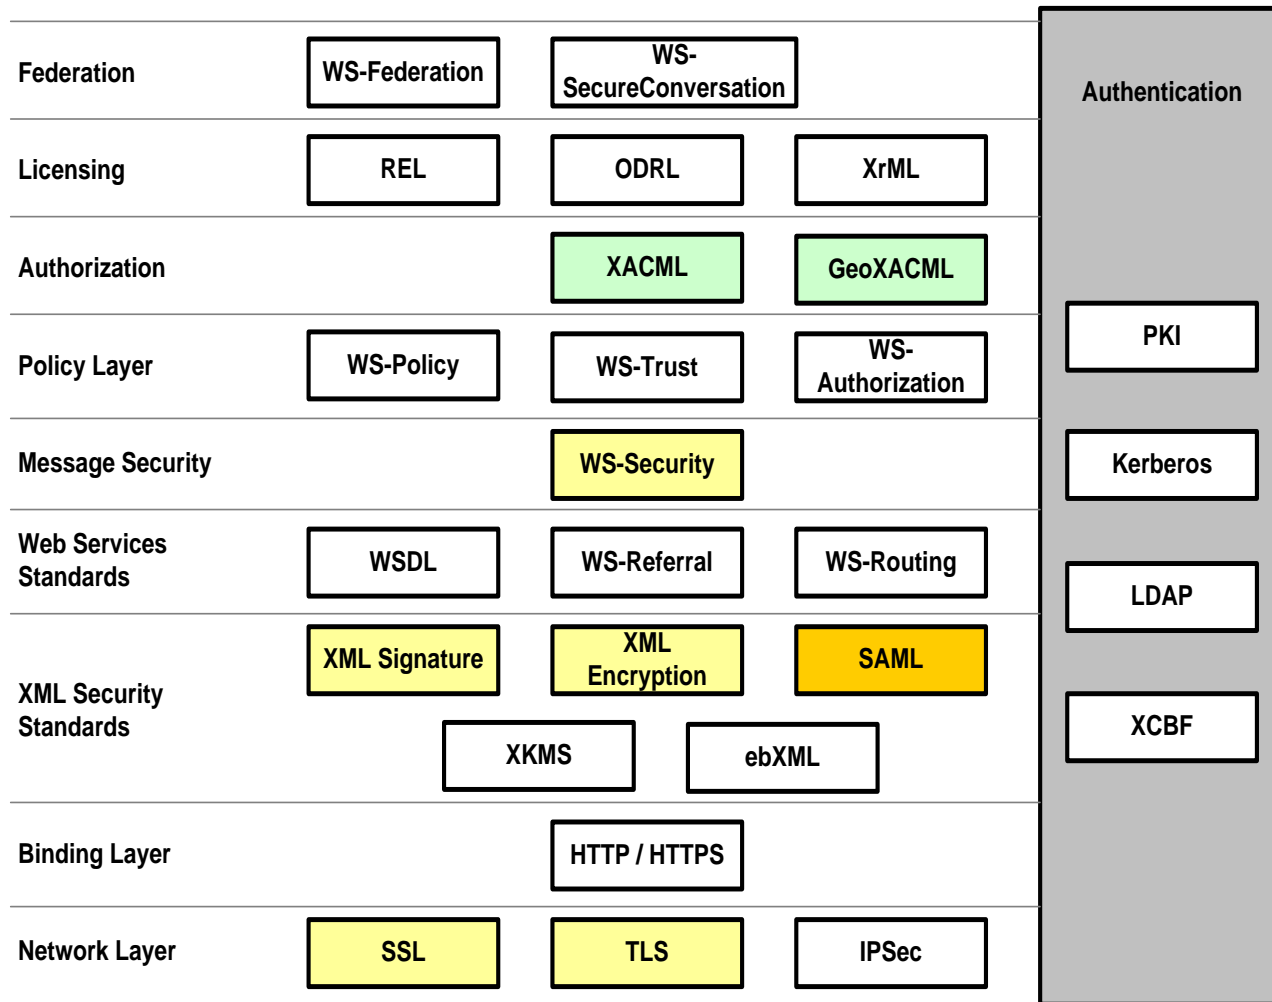 Federation
WS-Federation
WS-
SecureConversation
Licensing
REL
ODRL
XrML
Authorization
XACML
GeoXACML
Policy Layer
WS-Policy
WS-Trust
WS-
Authorization
Message Security
WS-Security
Web Services
Standards
WSDL
WS-Referral
WS-Routing
XML Security
Standards
XML Signature
XML
Encryption
SAML
XKMS
ebXML
Binding Layer
HTTP / HTTPS
Network Layer
SSL
TLS
IPSec
Authentication
PKI
Kerberos
LDAP
XCBF